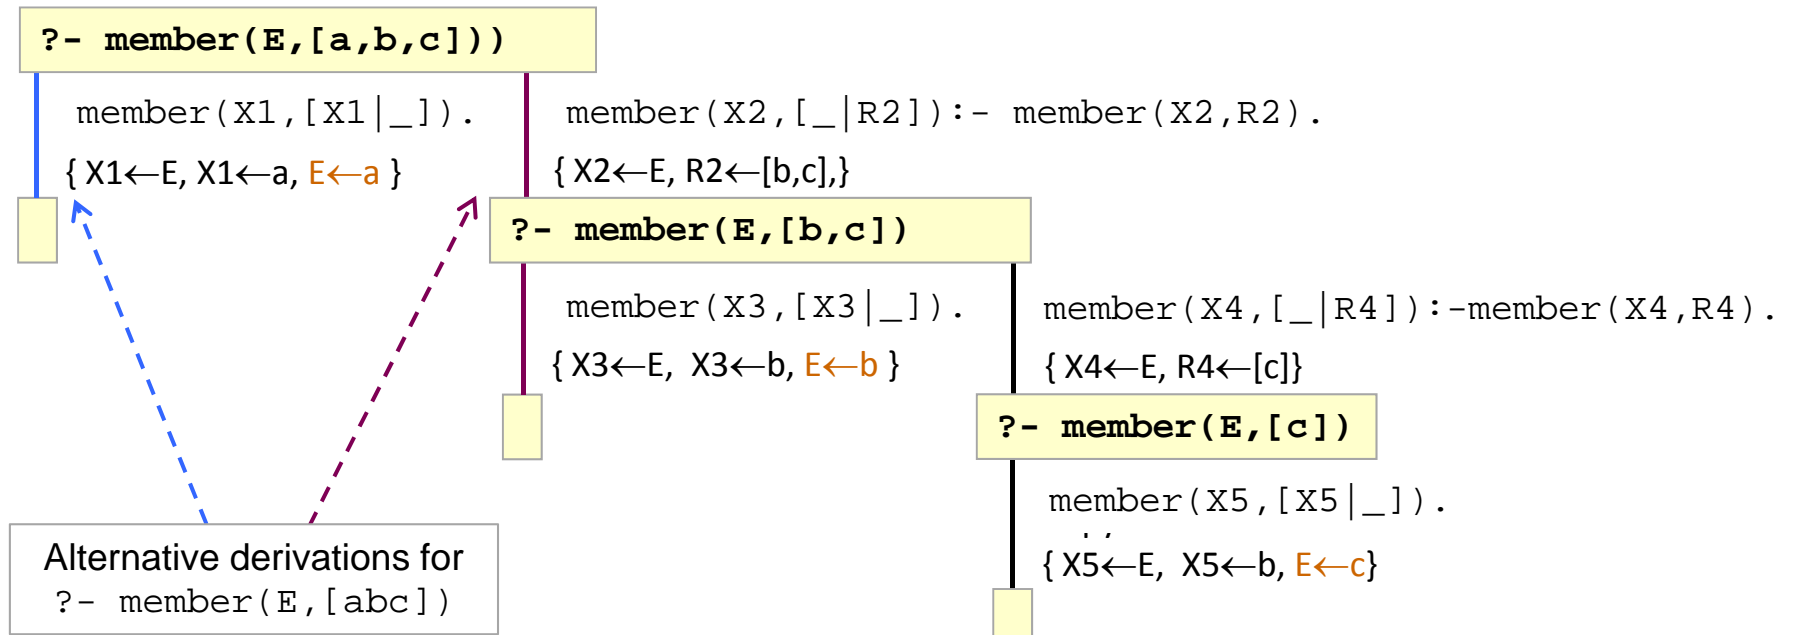 ?- member(E,[a,b,c]))
member(X1,[X1|_]).
{ X1←E, X1←a, E←a }
member(X2,[_|R2]):- member(X2,R2).
{ X2←E, R2←[b,c],}
?- member(E,[b,c])
member(X3,[X3|_]).
{ X3←E, X3←b, E←b }
member(X4,[_|R4]):-member(X4,R4).
{ X4←E, R4←[c]}
?- member(E,[c])
member(X5,[X5|_]).
{ X5←E, X5←b, E←c}
Alternative derivations for
?- member(E,[abc])